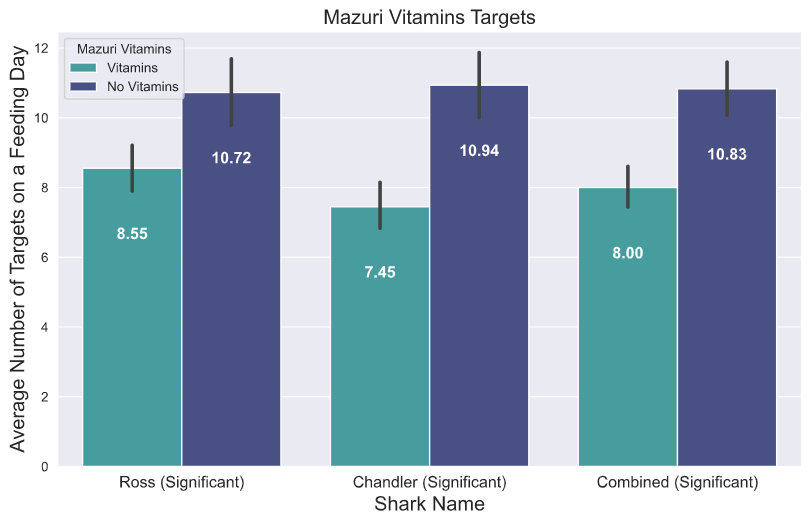 Mazuri Vitamins Targets
Average Number of Targets on a Feeding Day
12
10
8
6
4
2
0
Mazuri Vitamins
Vitamins
No Vitamins
8.55
10.72
7.45
10.94
8.00
10.83
Ross (Significant)
Chandler (Significant)
Combined (Significant)
Shark Name